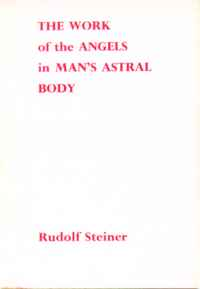 THE WORK
of the ANGELS
in MAN'S ASTRAL
BODY
Rudolf Steiner